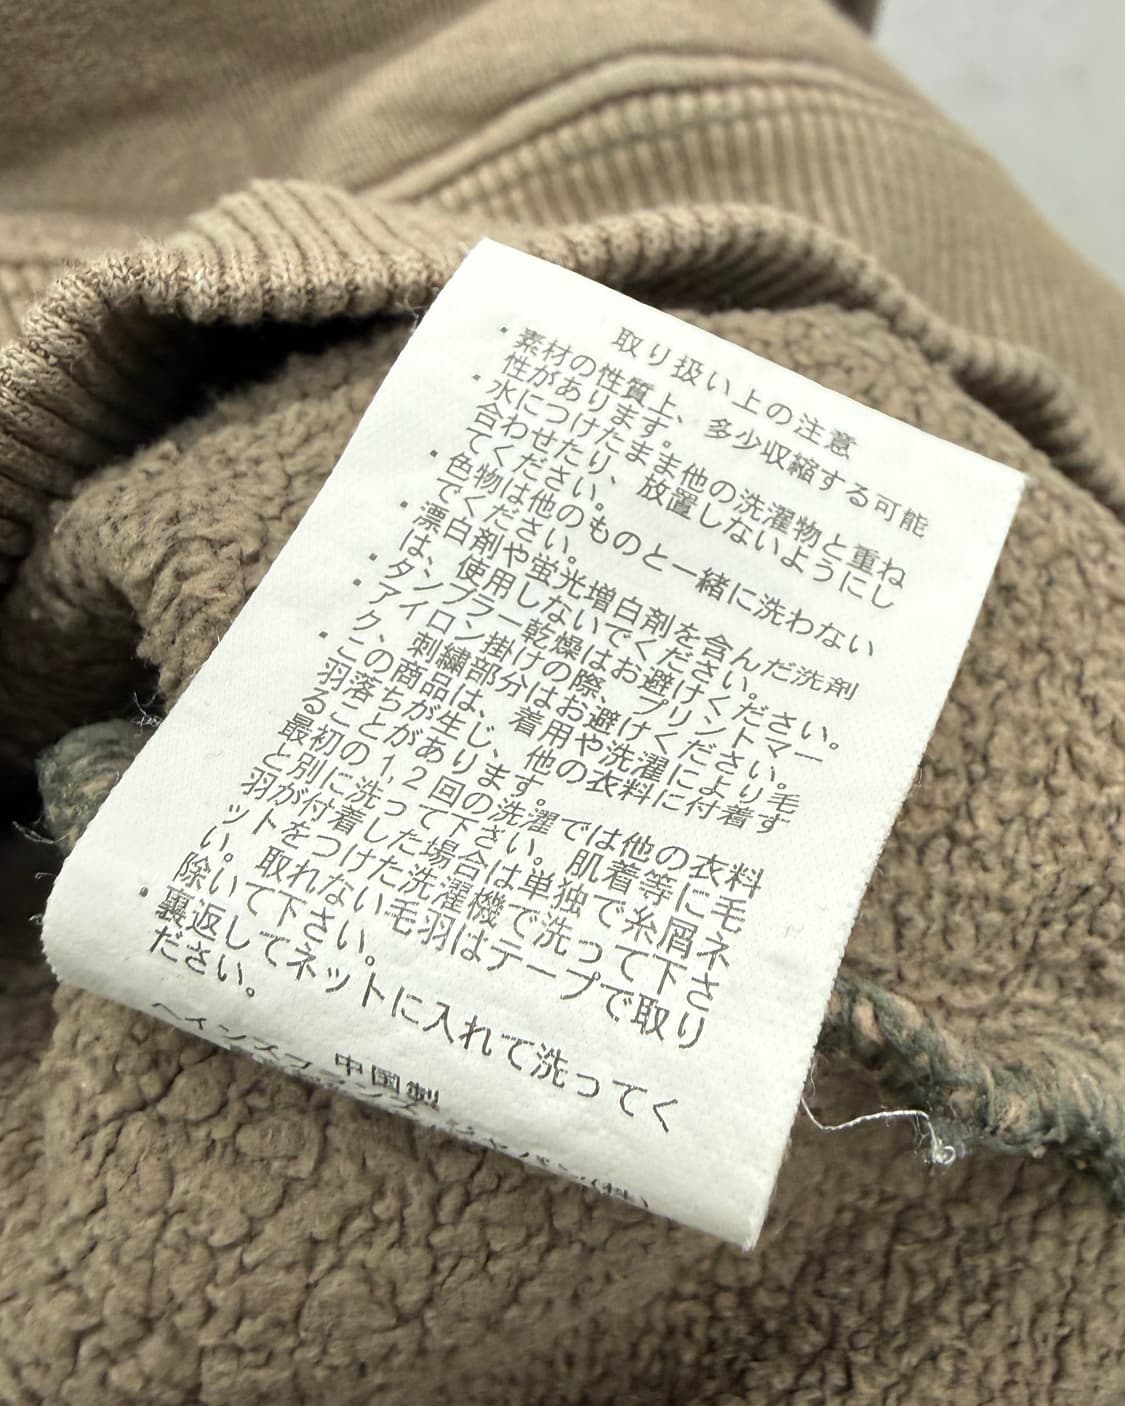 取り扱い上の注意
・素材の性質上、多少収縮する可能
性があります。
・水につけたまま他の洗濯物と重ね
合わせたり、放置しないようにし
てください。
・色物は他のものと一緒に洗わない
でください。
・漂白剤や蛍光増白剤を含んだ洗剤
は、使用しないでください。
・タンブラー乾燥はお避けください。
・アイロン掛けの際、プリントマー
ク、刺繍部分はお避けください。
・この商品は、着用や洗濯により毛
羽落ちが生じ、他の衣料に付着す
ることがあります。
最初の1,2回の洗濯では他の衣料
と別に洗って下さい。肌着等に毛
羽が付着した場合は単独で糸屑ネ
ットをつけた洗濯機で洗って下さ
い。取れない毛羽はテープで取り
除いて下さい。
・裏返してネットに入れて洗ってく
ださい。
中国製
ヘインズブランズ ジャパン(株)